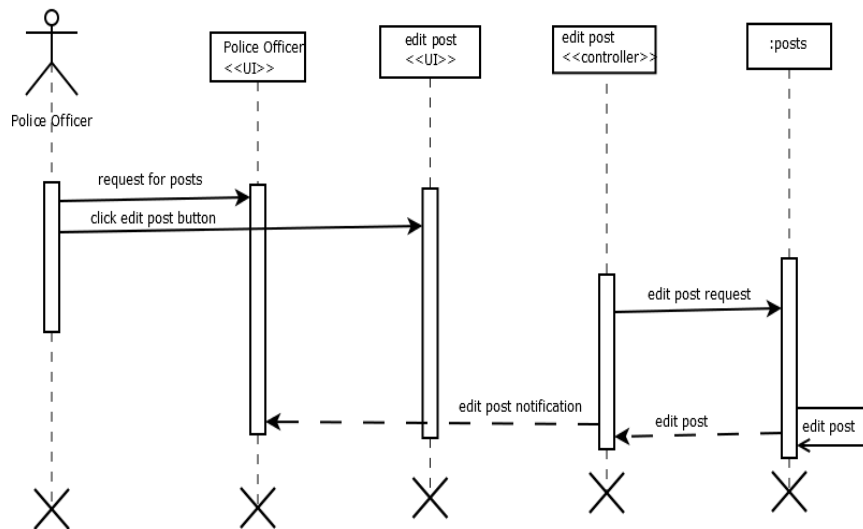 Police Officer
<<UI>>
edit post
<<UI>>
edit post
<<controller>>
:posts
Police Officer
request for posts
click edit post button
edit post request
edit post notification
edit post
edit post